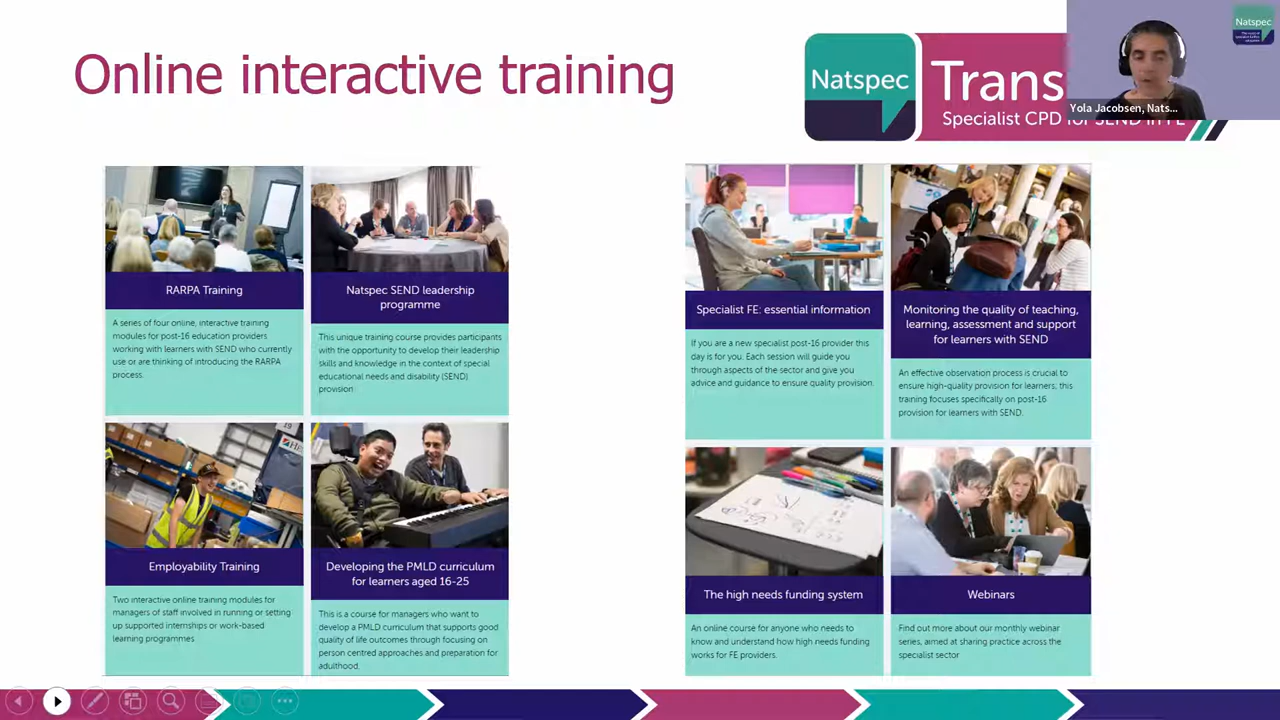 Online interactive training
Natspec
Trans
Specialist CPD for SEND in FE
Natspec
Yola Jacobsen, Nats...
RARPA Training
A series of four online, interactive training
modules for post-16 education providers
working with learners with SEND who currently
use or are thinking of introducing the RARPA
process.
Natspec SEND leadership
programme
This unique training course provides participants
with the opportunity to develop their leadership
skills and knowledge in the context of special
educational needs and disability (SEND)
provision.
Employability Training
Two interactive online training modules for
managers of staff involved in running or setting
up supported internships or work-based
learning programmes.
Developing the PMLD curriculum
for learners aged 16-25
This is a course for managers who want to
develop a PMLD curriculum that supports good
quality of life outcomes through focusing on
person centred approaches and preparation for
adulthood.
Specialist FE: essential information
If you are a new specialist post-16 provider this
day is for you. Each session will guide you
through aspects of the sector and give you
advice and guidance to ensure quality provision.
Monitoring the quality of teaching,
learning, assessment and support
for learners with SEND
An effective observation process is crucial to
ensure high-quality provision for learners; this
training focuses specifically on post-16
provision for learners with SEND.
The high needs funding system
An online course for anyone who needs to
know and understand how high needs funding
works for FE providers.
Webinars
Find out more about our monthly webinar
series, aimed at sharing practice across the
specialist sector